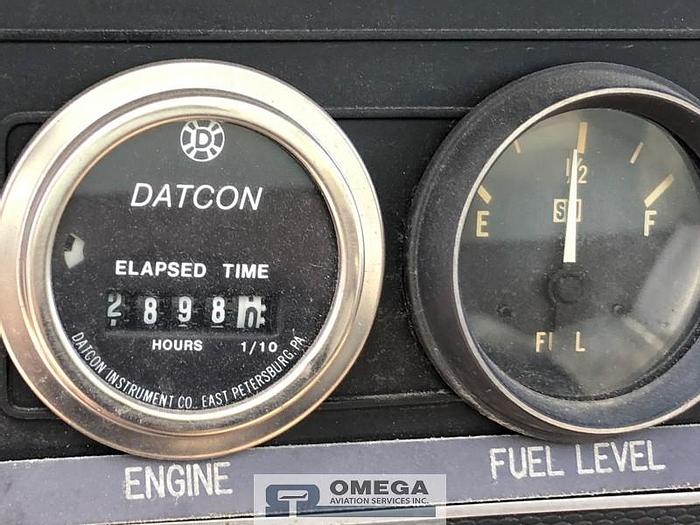 D
DATCON
ELAPSED TIME
2898
HOURS 1/10
DATCON INSTRUMENT CO., EAST PETERSBURG, PA.
ENGINE
1/2
E
F
FUEL
FUEL LEVEL
OMEGA
AVIATION SERVICES INC.